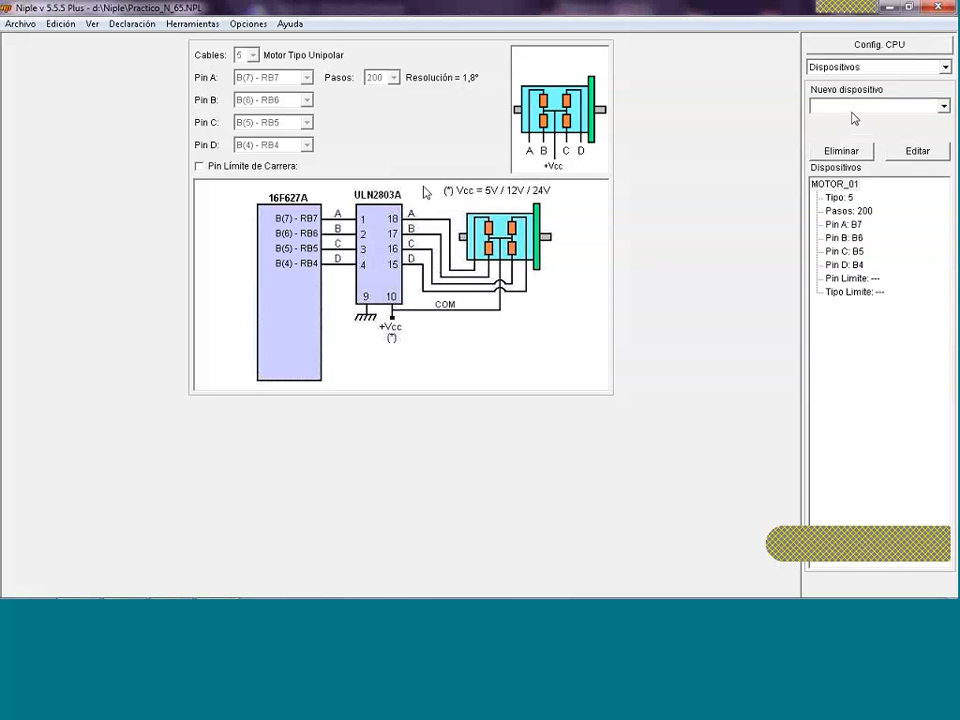 Niple v 5.5.5 Plus - d:\Niple\Practico_N_65.NPL
Archivo Edición Ver Declaración Herramientas Opciones Ayuda
Cables: 5 Motor Tipo Unipolar
Pin A: B(7) - RB7 Pasos: 200 Resolución = 1,8º
Pin B: B(6) - RB6
Pin C: B(5) - RB5
Pin D: B(4) - RB4
Pin Límite de Carrera:
A B C D
+Vcc
16F627A
ULN2803A
(*) Vcc = 5V / 12V / 24V
B(7) - RB7 A 1 18 A
B(6) - RB6 B 2 17 B
B(5) - RB5 C 3 16 C
B(4) - RB4 D 4 15 D
9 10
COM
+Vcc
(*)
Config. CPU
Dispositivos
Nuevo dispositivo
Eliminar Editar
Dispositivos
MOTOR_01
Tipo: 5
Pasos: 200
Pin A: B7
Pin B: B6
Pin C: B5
Pin D: B4
Pin Limite: ---
Tipo Limite: ---